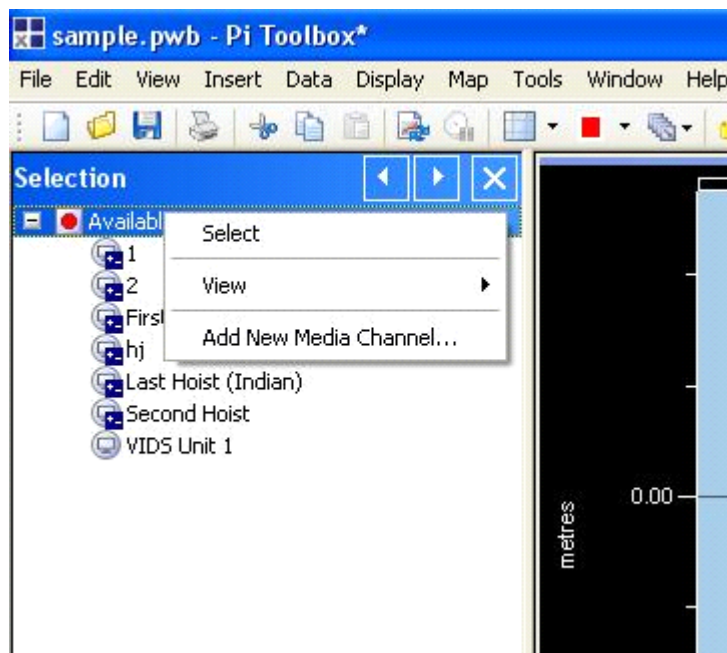 sample.pwb - Pi Toolbox*
File Edit View Insert Data Display Map Tools Window Help
Selection
Select
1
View
2
Add New Media Channel...
hj
Last Hoist (Indian)
Second Hoist
VIDS Unit 1
0.00
metres